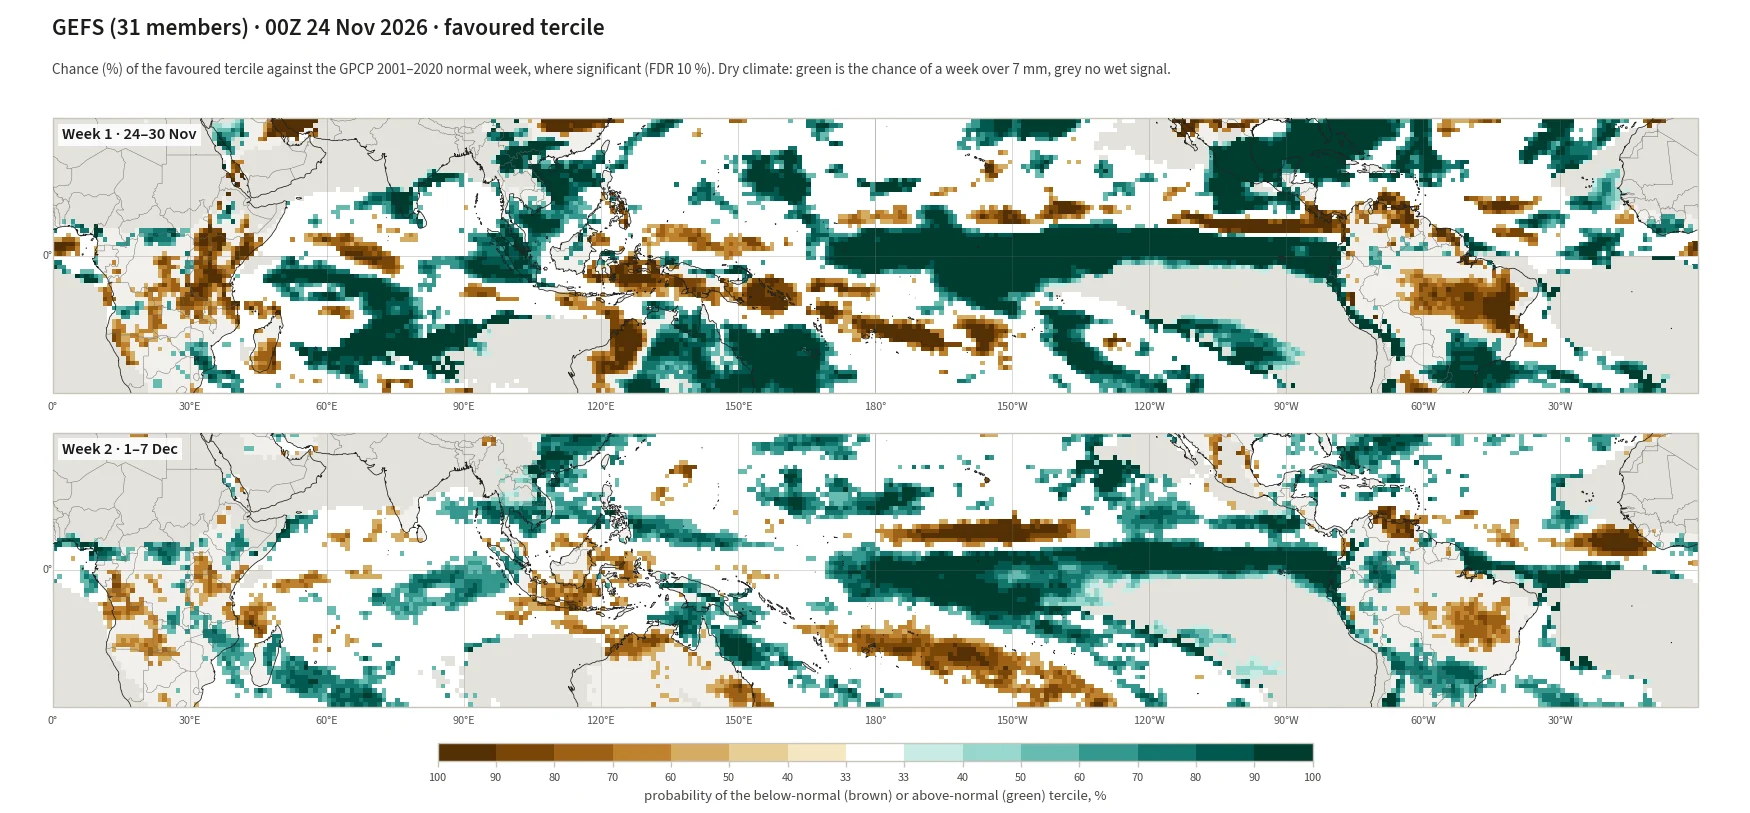 GEFS (31 members) · 00Z 24 Nov 2026 · favoured tercile
Chance (%) of the favoured tercile against the GPCP 2001–2020 normal week, where significant (FDR 10 %). Dry climate: green is the chance of a week over 7 mm, grey no wet signal.
Week 1 · 24–30 Nov
0°
0° 30°E 60°E 90°E 120°E 150°E 180° 150°W 120°W 90°W 60°W 30°W
Week 2 · 1–7 Dec
0°
0° 30°E 60°E 90°E 120°E 150°E 180° 150°W 120°W 90°W 60°W 30°W
100 90 80 70 60 50 40 33 33 40 50 60 70 80 90 100
probability of the below-normal (brown) or above-normal (green) tercile, %